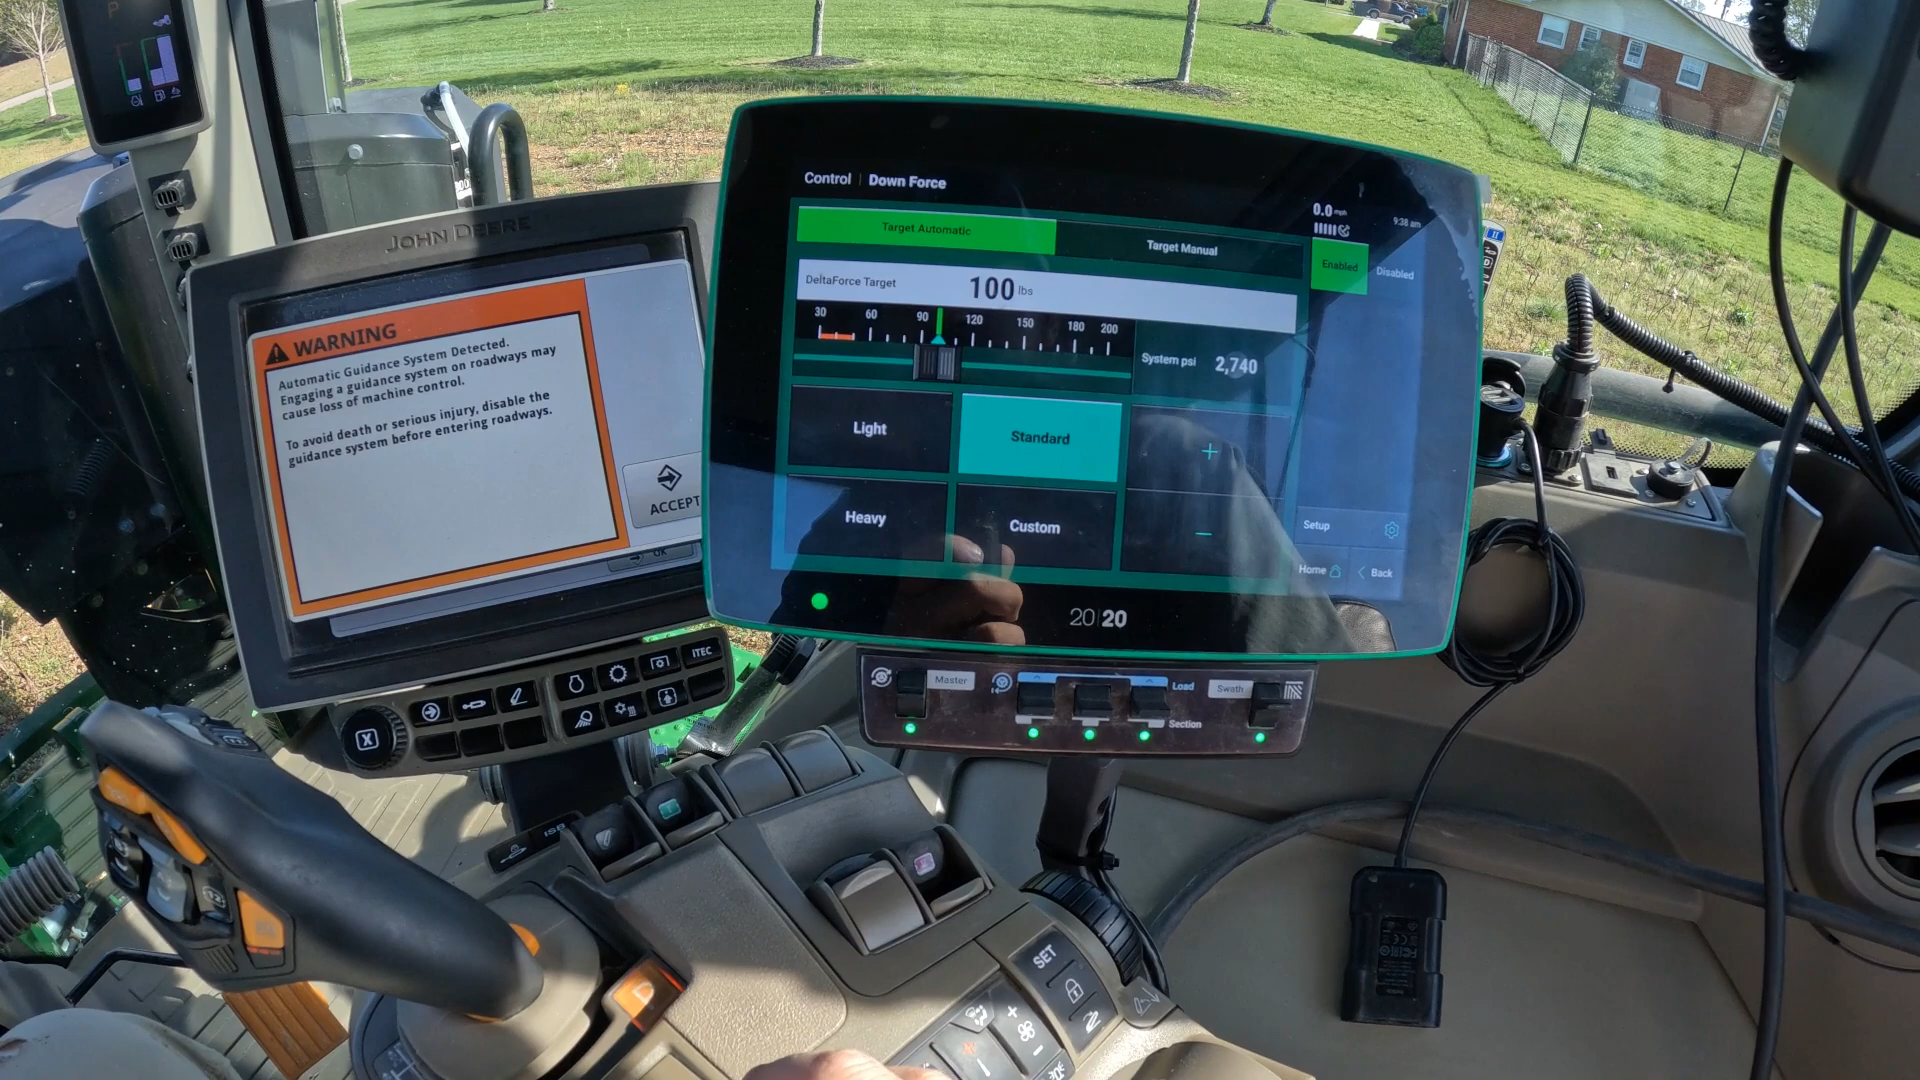 P
JOHN DEERE
WARNING
Automatic Guidance System Detected.
Engaging a guidance system on roadways may
cause loss of machine control.
To avoid death or serious injury, disable the
guidance system before entering roadways.
ACCEPT
OK
Control | Down Force
0.0 mph
9:38 am
Target Automatic
Target Manual
Enabled
Disabled
DeltaForce Target
100 lbs
30 60 90 120 150 180 200
System psi 2,740
Light
Standard
+
Heavy
Custom
−
Setup
Home
Back
20|20
ITEC
X
Master
Load
Swath
Section
ISB
SET
D
+
-